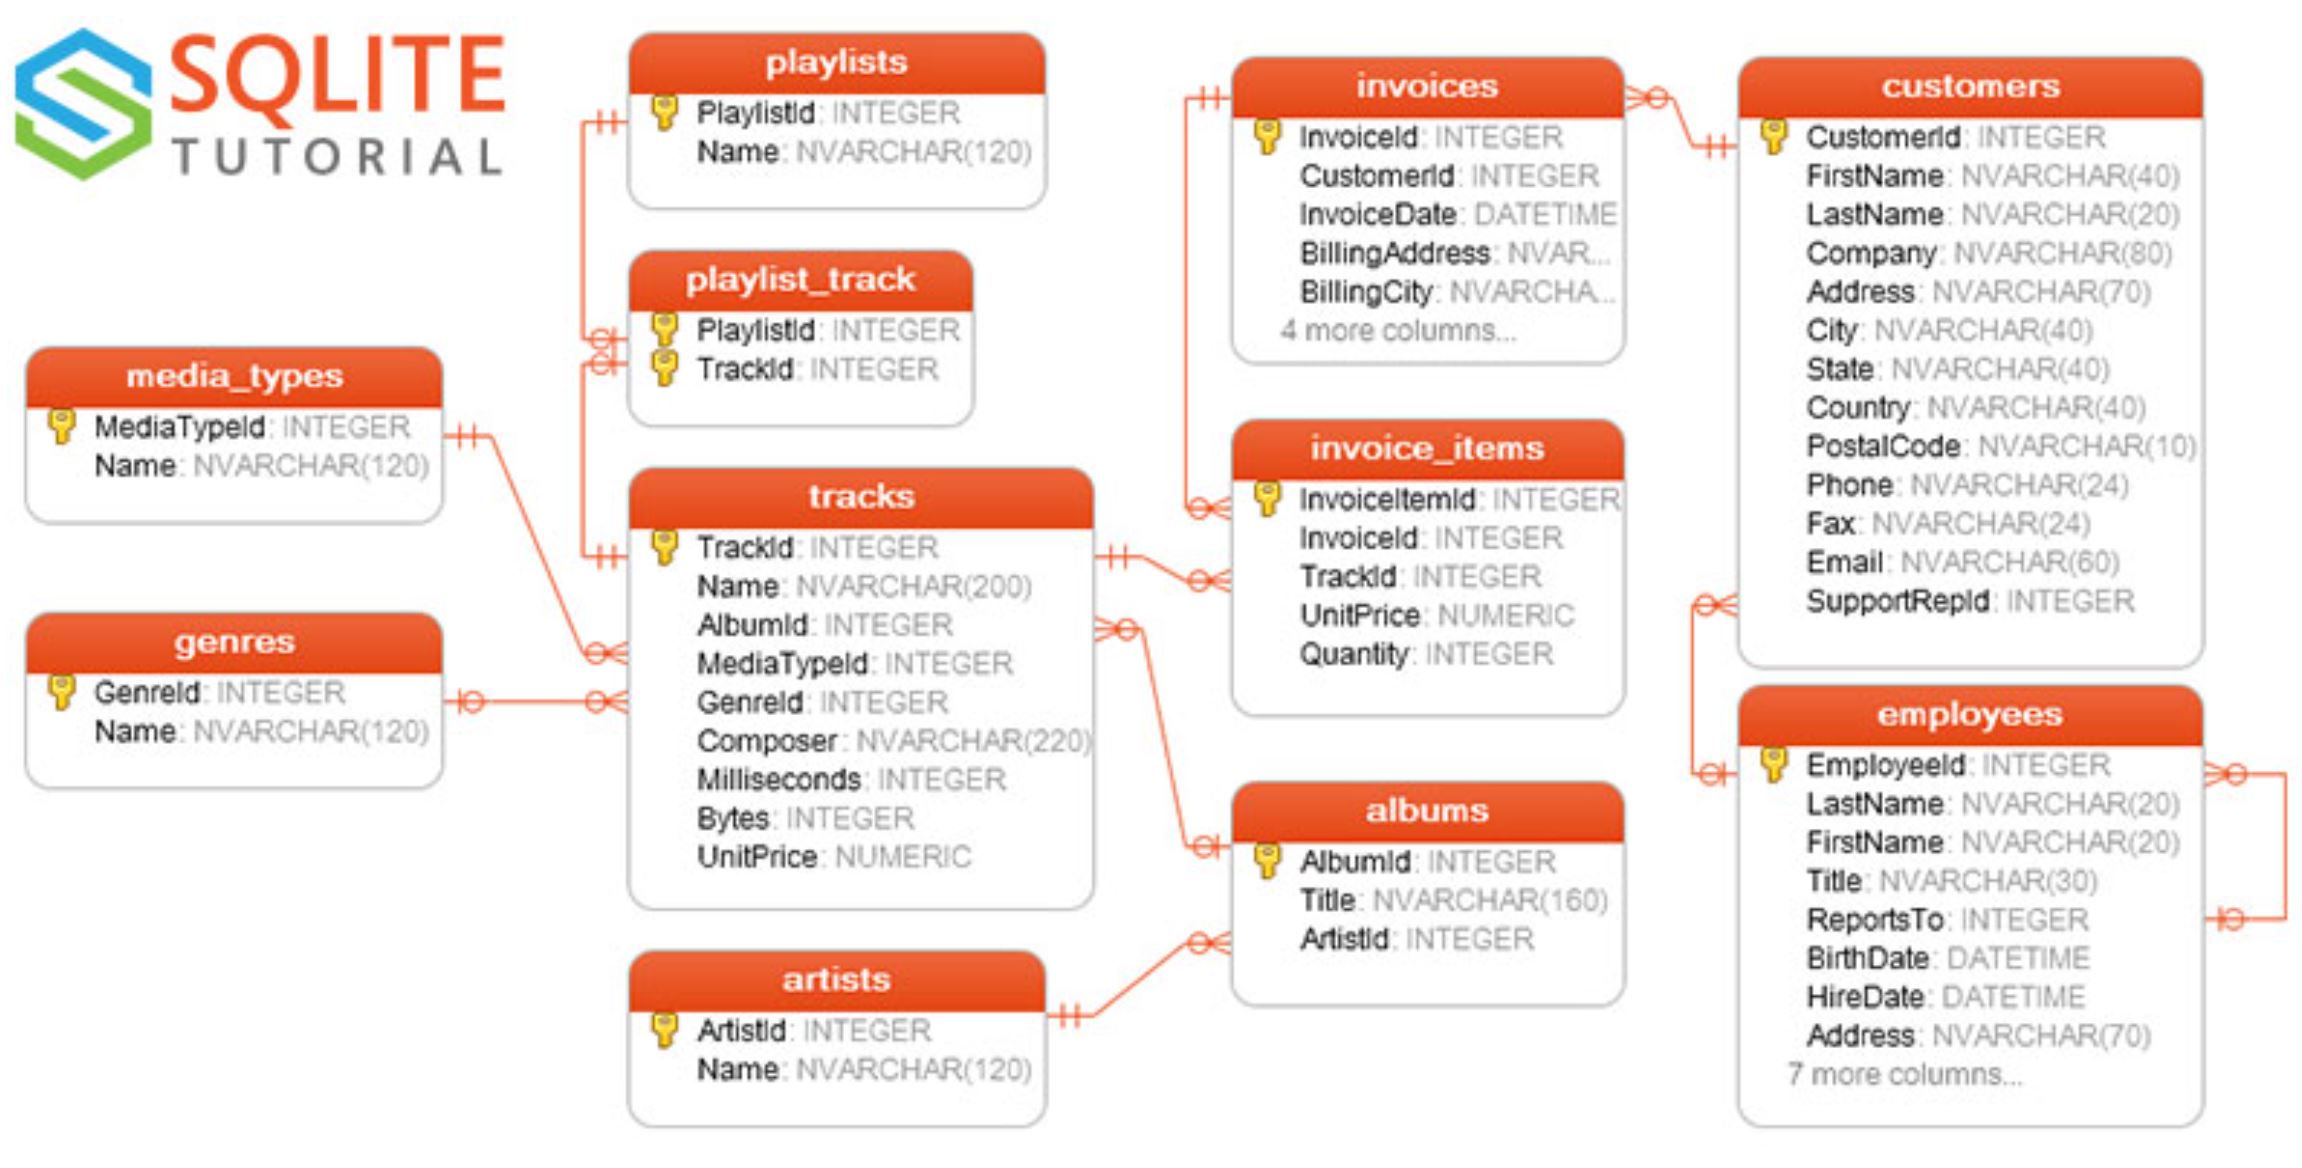 SQLITE
TUTORIAL
playlists
PlaylistId: INTEGER
Name: NVARCHAR(120)
playlist_track
PlaylistId: INTEGER
TrackId: INTEGER
media_types
MediaTypeId: INTEGER
Name: NVARCHAR(120)
genres
GenreId: INTEGER
Name: NVARCHAR(120)
tracks
TrackId: INTEGER
Name: NVARCHAR(200)
AlbumId: INTEGER
MediaTypeId: INTEGER
GenreId: INTEGER
Composer: NVARCHAR(220)
Milliseconds: INTEGER
Bytes: INTEGER
UnitPrice: NUMERIC
artists
ArtistId: INTEGER
Name: NVARCHAR(120)
invoices
InvoiceId: INTEGER
CustomerId: INTEGER
InvoiceDate: DATETIME
BillingAddress: NVAR...
BillingCity: NVARCHA...
4 more columns...
invoice_items
InvoiceItemId: INTEGER
InvoiceId: INTEGER
TrackId: INTEGER
UnitPrice: NUMERIC
Quantity: INTEGER
albums
AlbumId: INTEGER
Title: NVARCHAR(160)
ArtistId: INTEGER
customers
CustomerId: INTEGER
FirstName: NVARCHAR(40)
LastName: NVARCHAR(20)
Company: NVARCHAR(80)
Address: NVARCHAR(70)
City: NVARCHAR(40)
State: NVARCHAR(40)
Country: NVARCHAR(40)
PostalCode: NVARCHAR(10)
Phone: NVARCHAR(24)
Fax: NVARCHAR(24)
Email: NVARCHAR(60)
SupportRepId: INTEGER
employees
EmployeeId: INTEGER
LastName: NVARCHAR(20)
FirstName: NVARCHAR(20)
Title: NVARCHAR(30)
ReportsTo: INTEGER
BirthDate: DATETIME
HireDate: DATETIME
Address: NVARCHAR(70)
7 more columns...